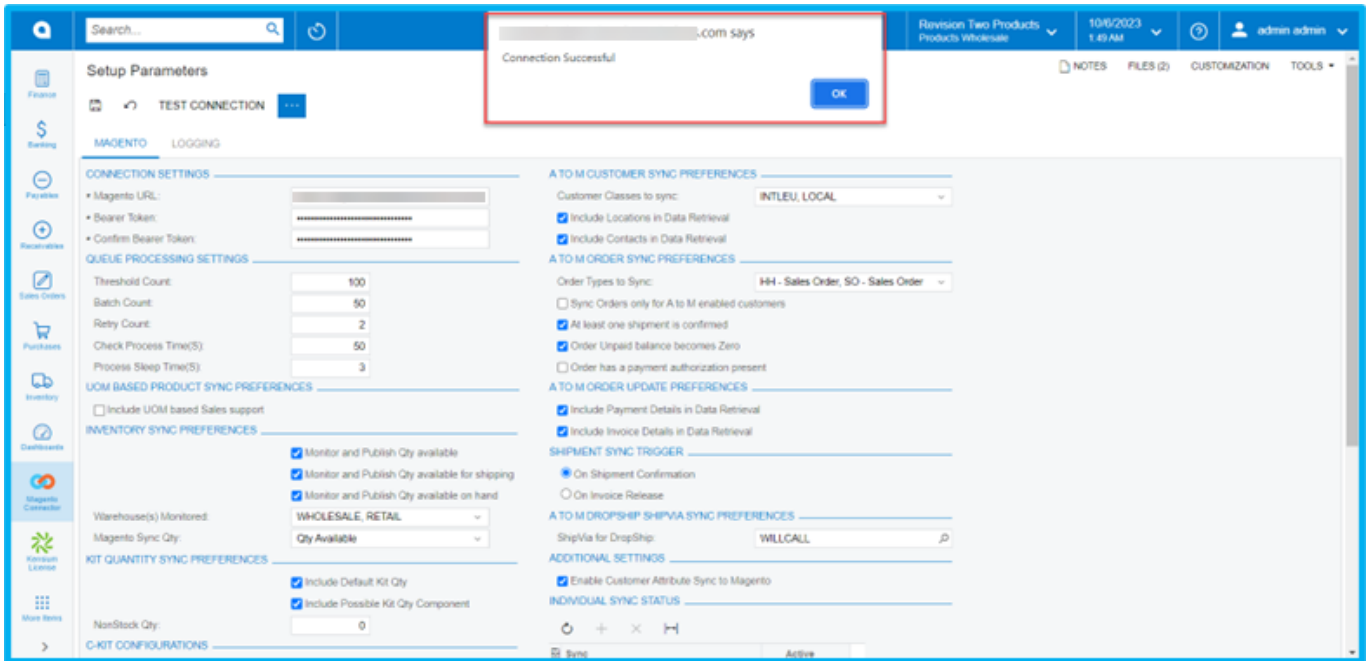 Search...
.com says
Connection Successful
OK
Revision Two Products
Products Wholesale
10/6/2023
1:49 AM
admin admin
Finance
Banking
Payables
Receivables
Sales Orders
Purchases
Inventory
Dashboards
Magento
Connector
Kensium
License
More Items
Setup Parameters
NOTES FILES (2) CUSTOMIZATION TOOLS
TEST CONNECTION ...
MAGENTO LOGGING
CONNECTION SETTINGS
Magento URL:
Bearer Token:
Confirm Bearer Token:
QUEUE PROCESSING SETTINGS
Threshold Count: 100
Batch Count: 50
Retry Count: 2
Check Process Time(S): 50
Process Sleep Time(S): 3
UOM BASED PRODUCT SYNC PREFERENCES
Include UOM based Sales support
INVENTORY SYNC PREFERENCES
Monitor and Publish Qty available
Monitor and Publish Qty available for shipping
Monitor and Publish Qty available on hand
Warehouse(s) Monitored: WHOLESALE, RETAIL
Magento Sync Qty: Qty Available
KIT QUANTITY SYNC PREFERENCES
Include Default Kit Qty
Include Possible Kit Qty Component
NonStock Qty: 0
C-KIT CONFIGURATIONS
A TO M CUSTOMER SYNC PREFERENCES
Customer Classes to sync: INTLEU, LOCAL
Include Locations in Data Retrieval
Include Contacts in Data Retrieval
A TO M ORDER SYNC PREFERENCES
Order Types to Sync: HH - Sales Order, SO - Sales Order
Sync Orders only for A to M enabled customers
At least one shipment is confirmed
Order Unpaid balance becomes Zero
Order has a payment authorization present
A TO M ORDER UPDATE PREFERENCES
Include Payment Details in Data Retrieval
Include Invoice Details in Data Retrieval
SHIPMENT SYNC TRIGGER
On Shipment Confirmation
On Invoice Release
A TO M DROPSHIP SHIPVIA SYNC PREFERENCES
ShipVia for DropShip: WILLCALL
ADDITIONAL SETTINGS
Enable Customer Attribute Sync to Magento
INDIVIDUAL SYNC STATUS
Sync Active